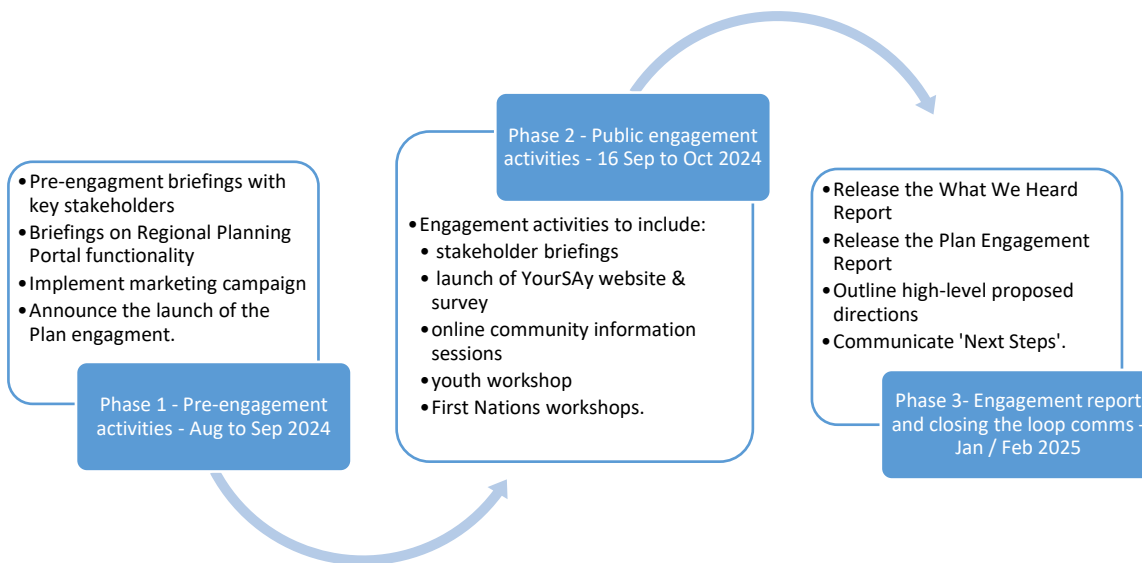 •Pre-engagment briefings with
key stakeholders
•Briefings on Regional Planning
Portal functionality
•Implement marketing campaign
•Announce the launch of the
Plan engagment.
Phase 1 - Pre-engagement
activities - Aug to Sep 2024
Phase 2 - Public engagement
activities - 16 Sep to Oct 2024
•Engagement activities to include:
• stakeholder briefings
• launch of YourSAy website &
survey
•online community information
sessions
•youth workshop
•First Nations workshops.
•Release the What We Heard
Report
•Release the Plan Engagement
Report
•Outline high-level proposed
directions
•Communicate 'Next Steps'.
Phase 3- Engagement report
and closing the loop comms -
Jan / Feb 2025